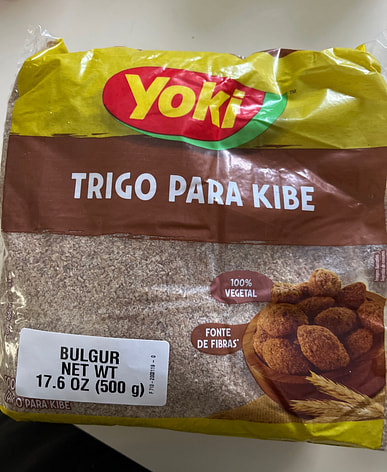 Yoki
TRIGO PARA KIBE
100%
VEGETAL
FONTE
DE FIBRAS*
BULGUR
NET WT
17.6 OZ (500 g)
PARA KIBE